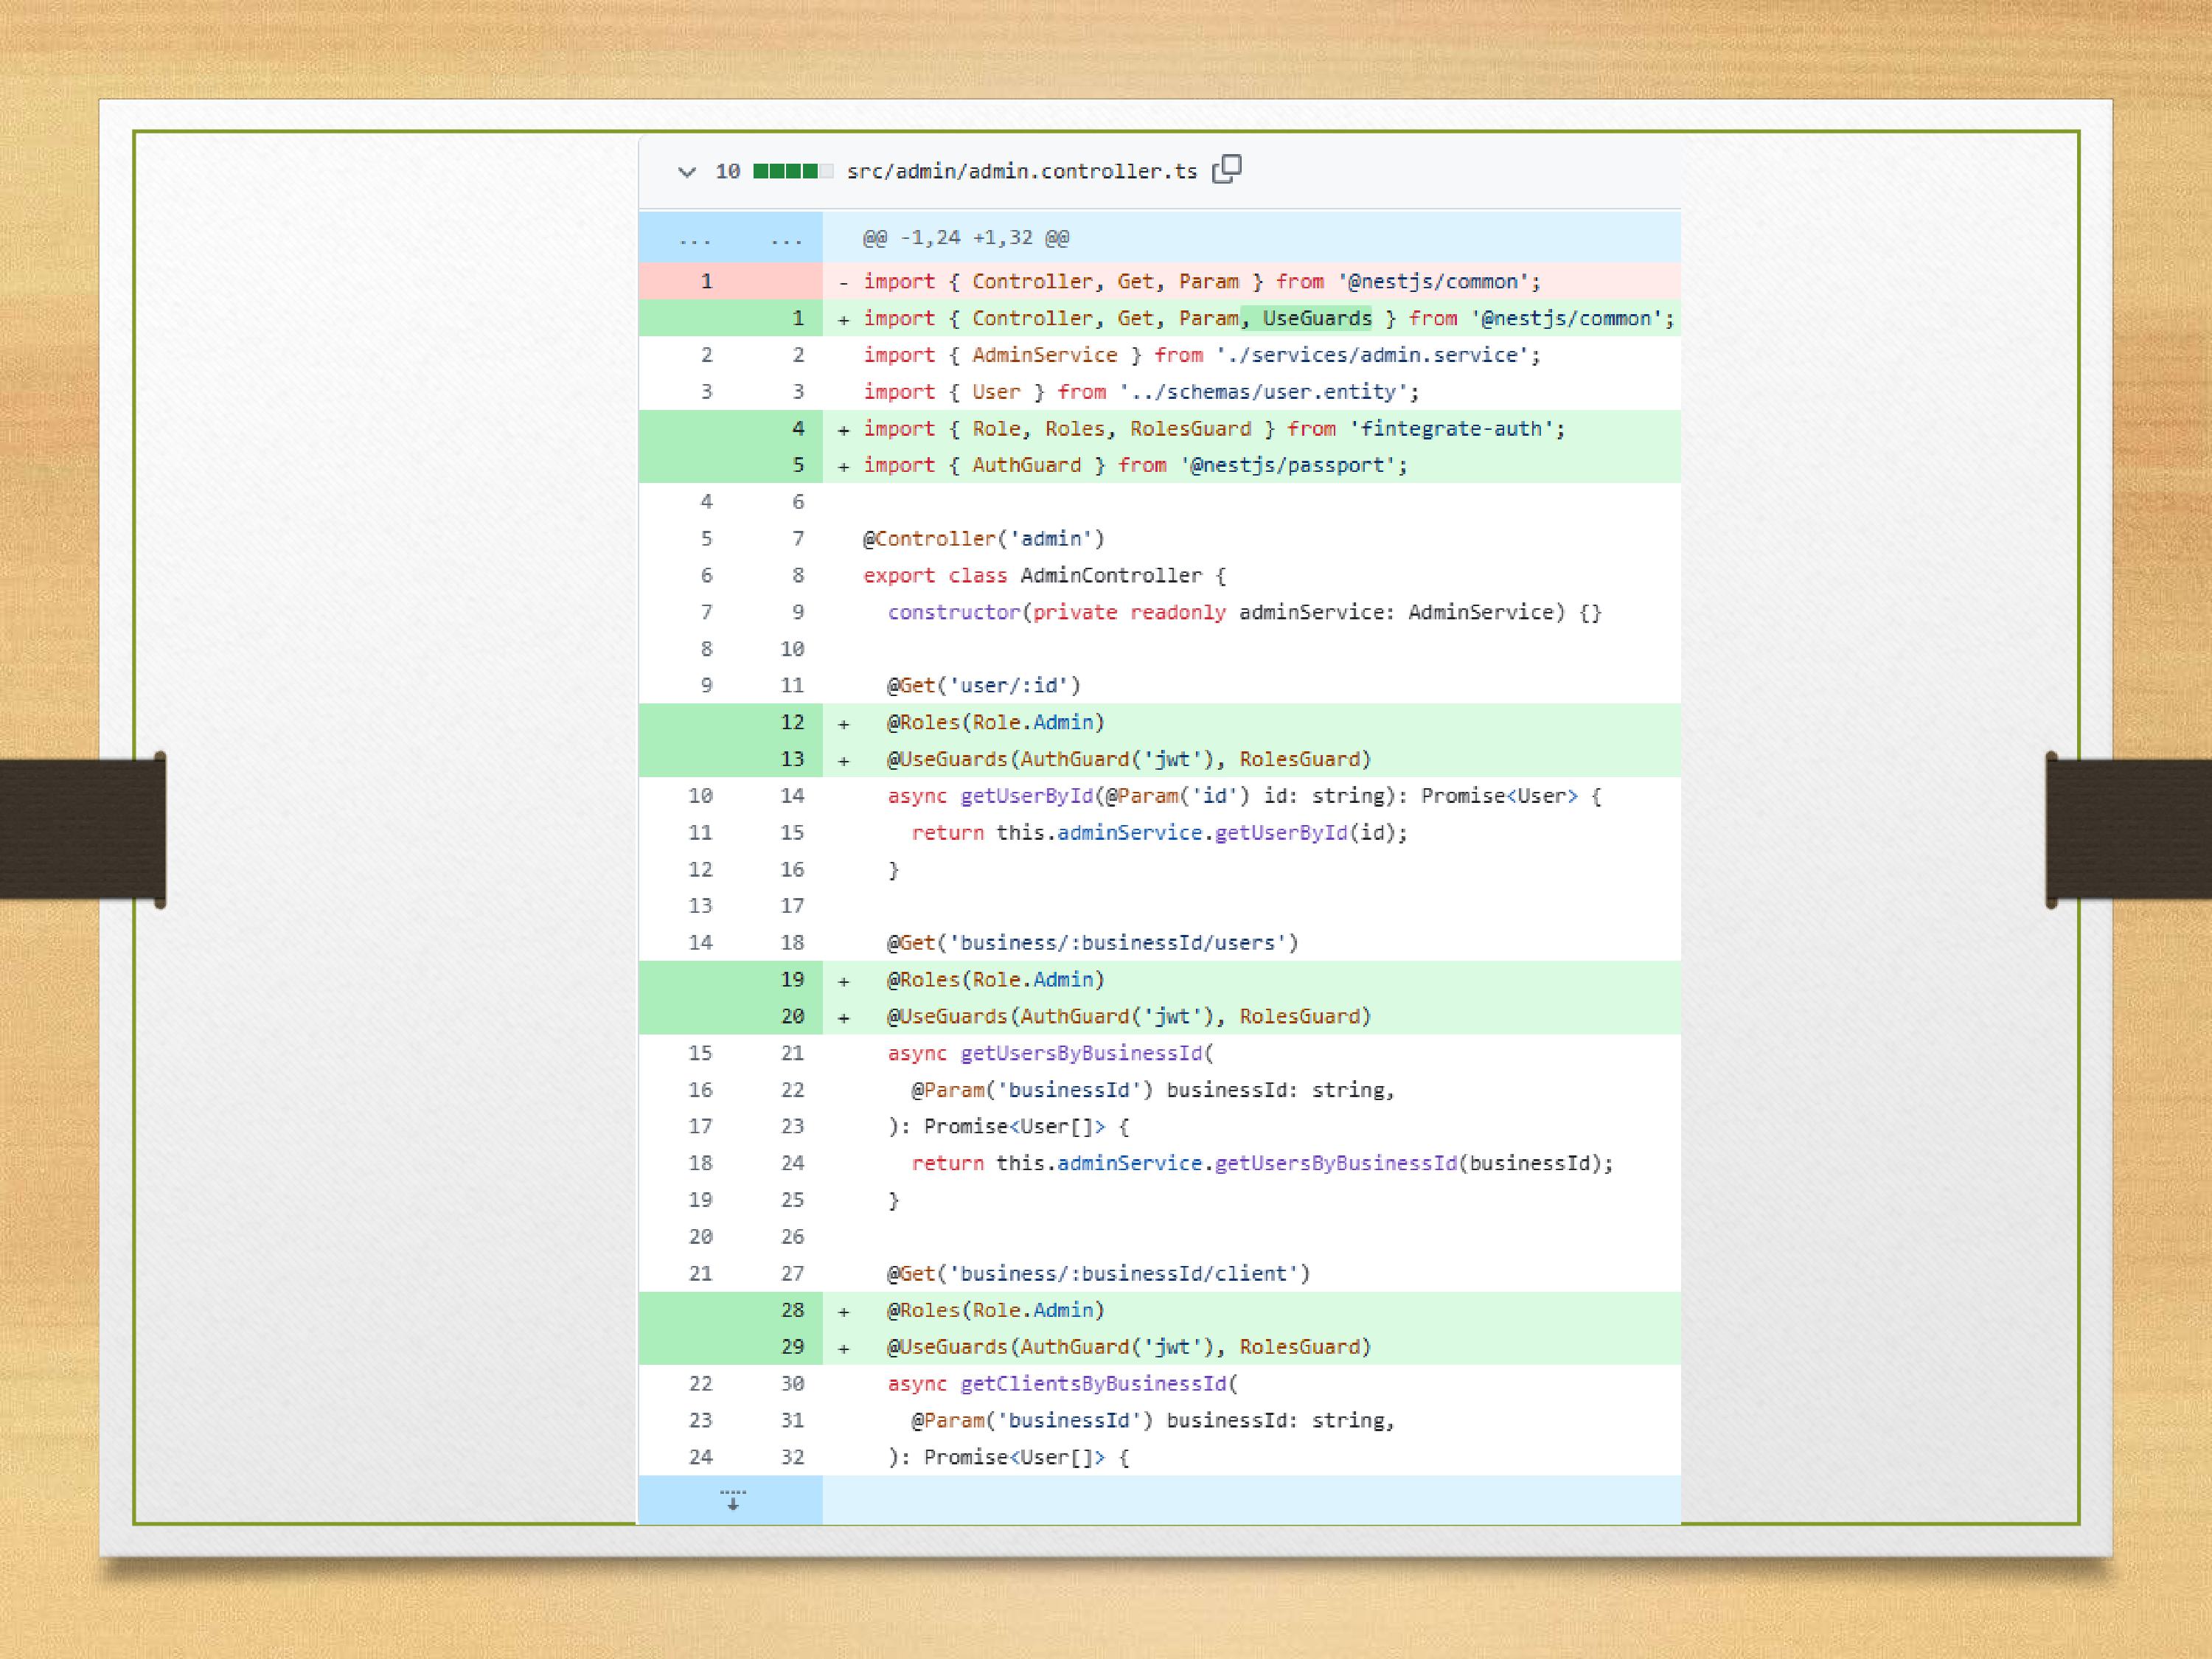 10 src/admin/admin.controller.ts
... ... @@ -1,24 +1,32 @@
1 - import { Controller, Get, Param } from '@nestjs/common';
1 + import { Controller, Get, Param, UseGuards } from '@nestjs/common';
2 2 import { AdminService } from './services/admin.service';
3 3 import { User } from '../schemas/user.entity';
4 + import { Role, Roles, RolesGuard } from 'fintegrate-auth';
5 + import { AuthGuard } from '@nestjs/passport';
4 6
5 7 @Controller('admin')
6 8 export class AdminController {
7 9 constructor(private readonly adminService: AdminService) {}
8 10
9 11 @Get('user/:id')
12 + @Roles(Role.Admin)
13 + @UseGuards(AuthGuard('jwt'), RolesGuard)
10 14 async getUserById(@Param('id') id: string): Promise<User> {
11 15 return this.adminService.getUserById(id);
12 16 }
13 17
14 18 @Get('business/:businessId/users')
19 + @Roles(Role.Admin)
20 + @UseGuards(AuthGuard('jwt'), RolesGuard)
15 21 async getUsersByBusinessId(
16 22 @Param('businessId') businessId: string,
17 23 ): Promise<User[]> {
18 24 return this.adminService.getUsersByBusinessId(businessId);
19 25 }
20 26
21 27 @Get('business/:businessId/client')
28 + @Roles(Role.Admin)
29 + @UseGuards(AuthGuard('jwt'), RolesGuard)
22 30 async getClientsByBusinessId(
23 31 @Param('businessId') businessId: string,
24 32 ): Promise<User[]> {